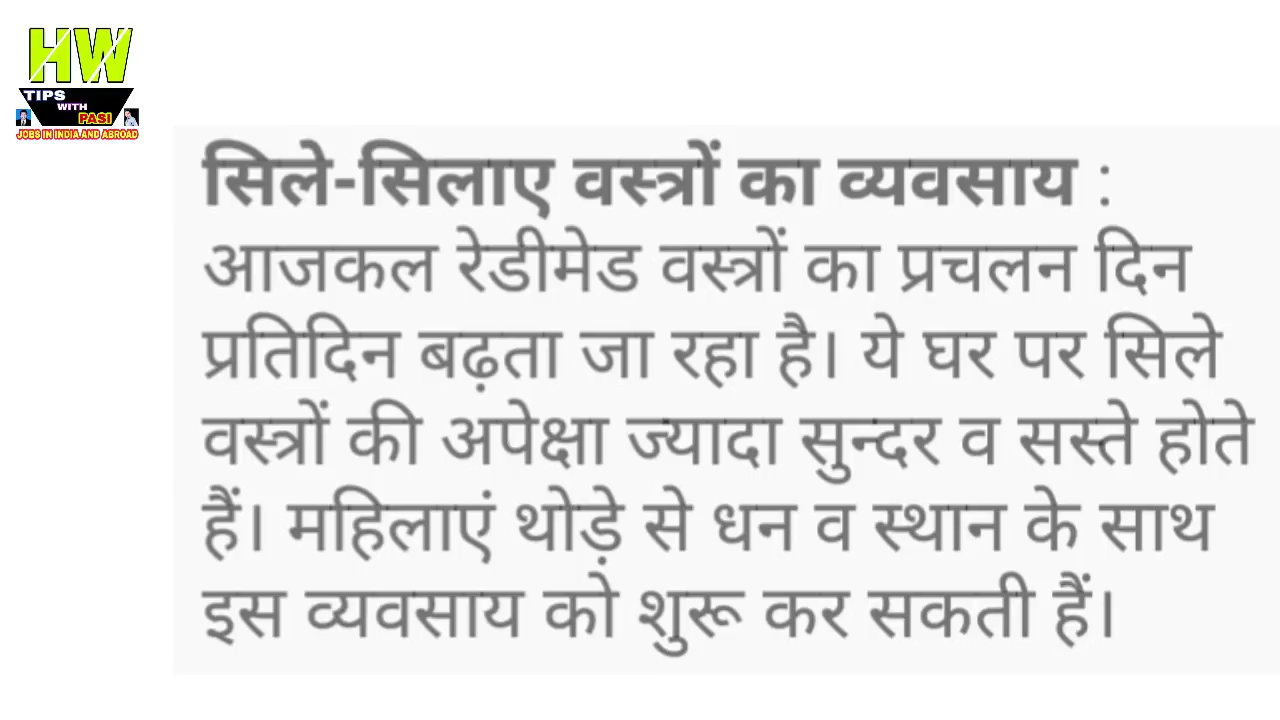 HW
TIPS
WITH
PASI
JOBS IN INDIA AND ABROAD
सिले-सिलाए वस्त्रों का व्यवसाय :
आजकल रेडीमेड वस्त्रों का प्रचलन दिन
प्रतिदिन बढ़ता जा रहा है। ये घर पर सिले
वस्त्रों की अपेक्षा ज्यादा सुन्दर व सस्ते होते
हैं। महिलाएं थोड़े से धन व स्थान के साथ
इस व्यवसाय को शुरू कर सकती हैं।